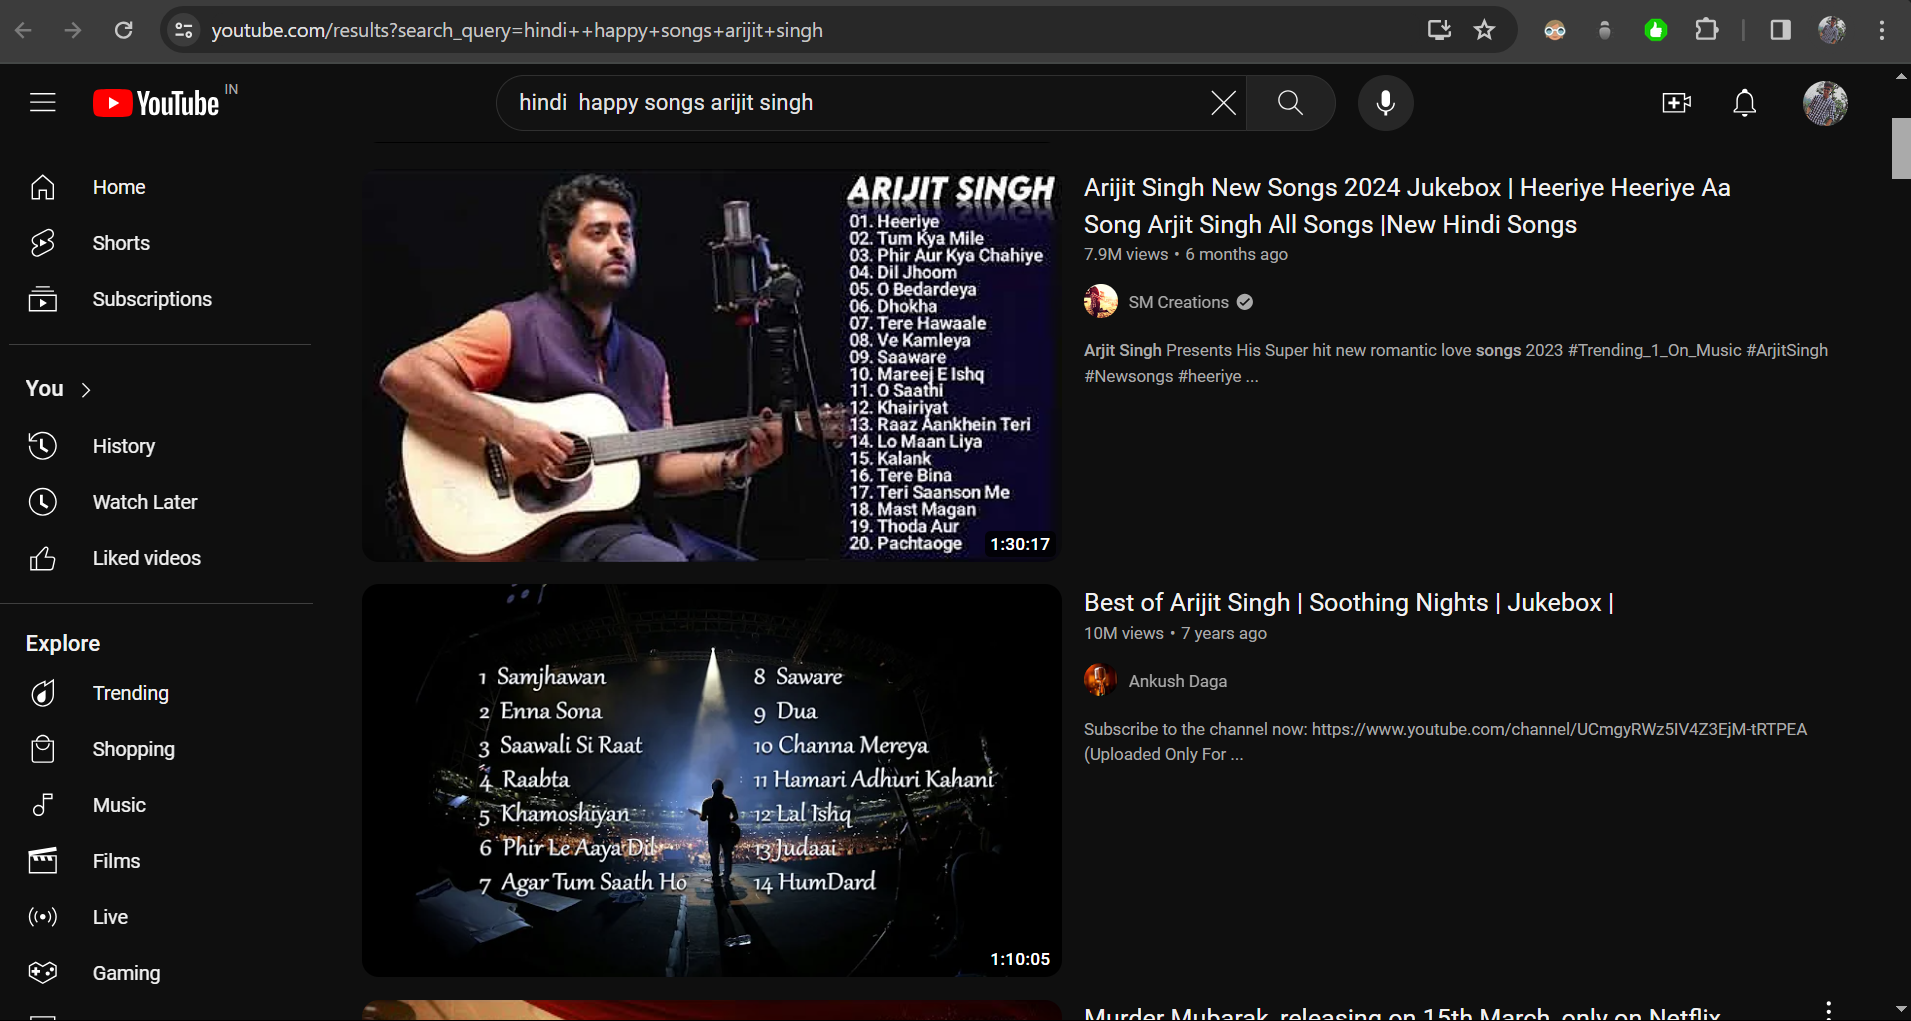 youtube.com/results?search_query=hindi++happy+songs+arijit+singh
YouTube IN
hindi  happy songs arijit singh
Home
Shorts
Subscriptions
You
History
Watch Later
Liked videos
Explore
Trending
Shopping
Music
Films
Live
Gaming
ARIJIT SINGH
01. Heeriye
02. Tum Kya Mile
03. Phir Aur Kya Chahiye
04. Dil Jhoom
05. O Bedardeya
06. Dhokha
07. Tere Hawaale
08. Ve Kamleya
09. Saaware
10. Mareej E Ishq
11. O Saathi
12. Khairiyat
13. Raaz Aankhein Teri
14. Lo Maan Liya
15. Kalank
16. Tere Bina
17. Teri Saanson Me
18. Mast Magan
19. Thoda Aur
20. Pachtaoge
1:30:17
Arijit Singh New Songs 2024 Jukebox | Heeriye Heeriye Aa
Song Arjit Singh All Songs |New Hindi Songs
7.9M views • 6 months ago
SM Creations
Arjit Singh Presents His Super hit new romantic love songs 2023 #Trending_1_On_Music #ArjitSingh
#Newsongs #heeriye ...
1 Samjhawan
2 Enna Sona
3 Saawali Si Raat
4 Raabta
5 Khamoshiyan
6 Phir Le Aaya Dil
7 Agar Tum Saath Ho
8 Saware
9 Dua
10 Channa Mereya
11 Hamari Adhuri Kahani
12 Lal Ishq
13 Judaai
14 HumDard
1:10:05
Best of Arijit Singh | Soothing Nights | Jukebox |
10M views • 7 years ago
Ankush Daga
Subscribe to the channel now: https://www.youtube.com/channel/UCmgyRWz5IV4Z3EjM-tRTPEA
(Uploaded Only For ...
Murder Mubarak, releasing on 15th March, only on Netflix